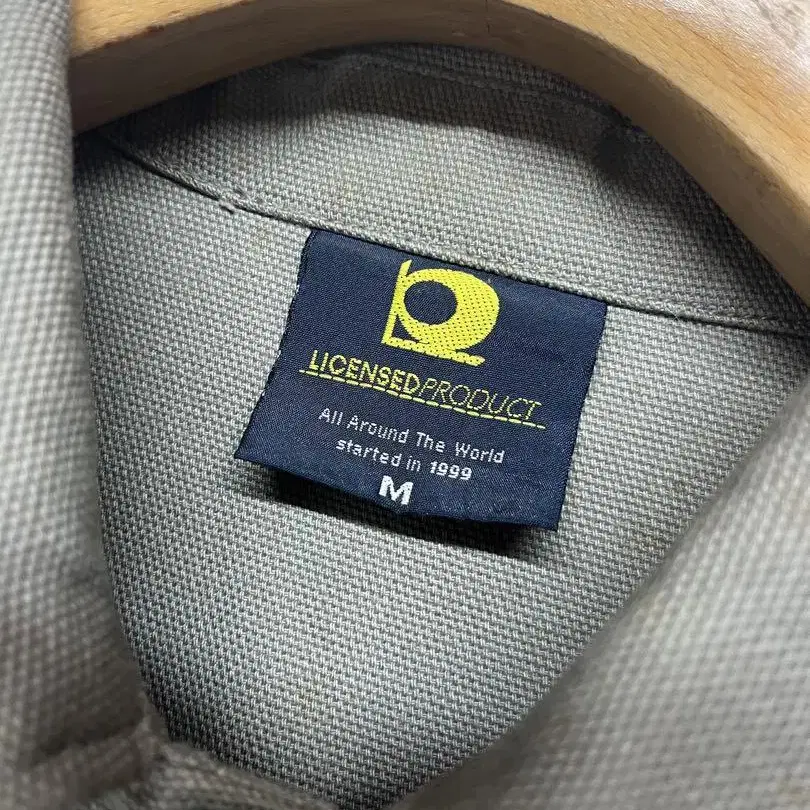 LICENSEDPRODUCT
All Around The World
started in 1999
M